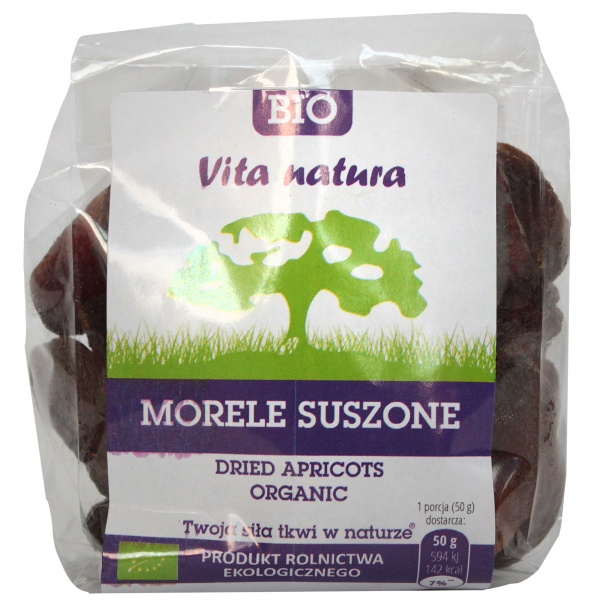 BIO
Vita natura
MORELE SUSZONE
DRIED APRICOTS
ORGANIC
Twoja siła tkwi w naturze®
PRODUKT ROLNICTWA
EKOLOGICZNEGO
1 porcja (50 g)
dostarcza:
50 g
594 kJ
142 kcal
7%**